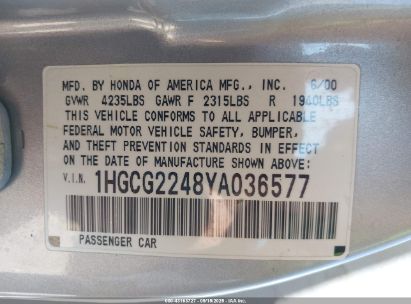 MFD. BY HONDA OF AMERICA MFG., INC. 6/00
GVWR 4235LBS GAWR F 2315LBS R 1940LBS
THIS VEHICLE CONFORMS TO ALL APPLICABLE
FEDERAL MOTOR VEHICLE SAFETY, BUMPER,
AND THEFT PREVENTION STANDARDS IN EFFECT ON
THE DATE OF MANUFACTURE SHOWN ABOVE:
V.I.N. 1HGCG2248YA036577
PASSENGER CAR